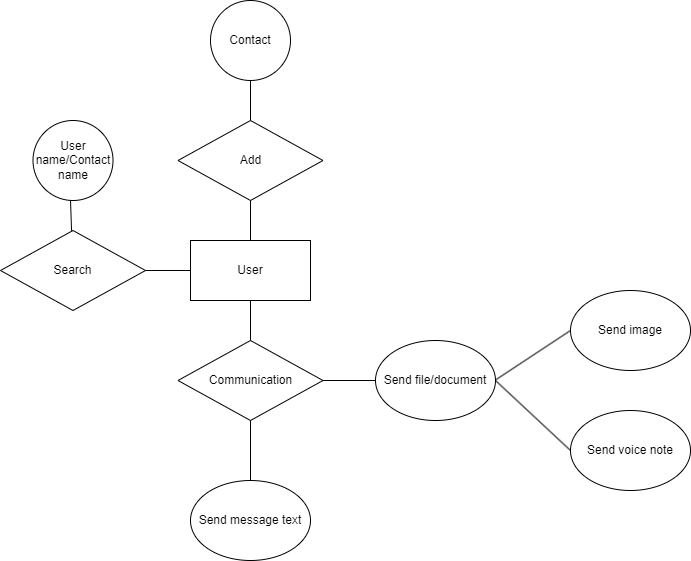 Contact
User
name/Contact
name
Add
Search
User
Send image
Communication
Send file/document
Send voice note
Send message text